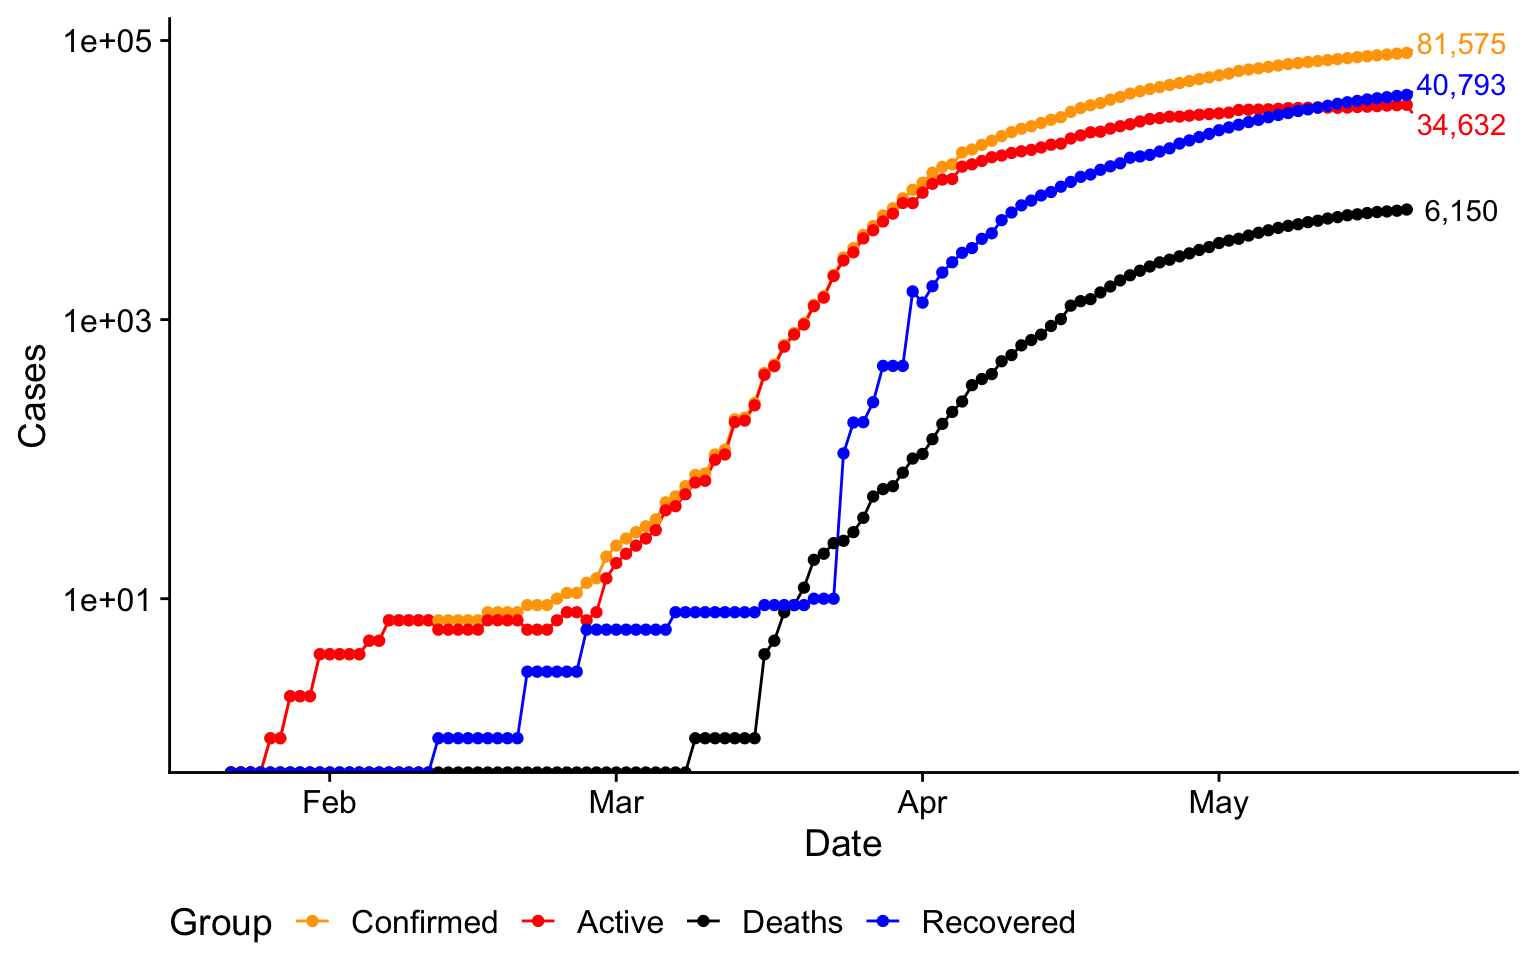 1e+05
1e+03
1e+01
Cases
81,575
40,793
34,632
6,150
Feb Mar Apr May
Date
Group Confirmed Active Deaths Recovered